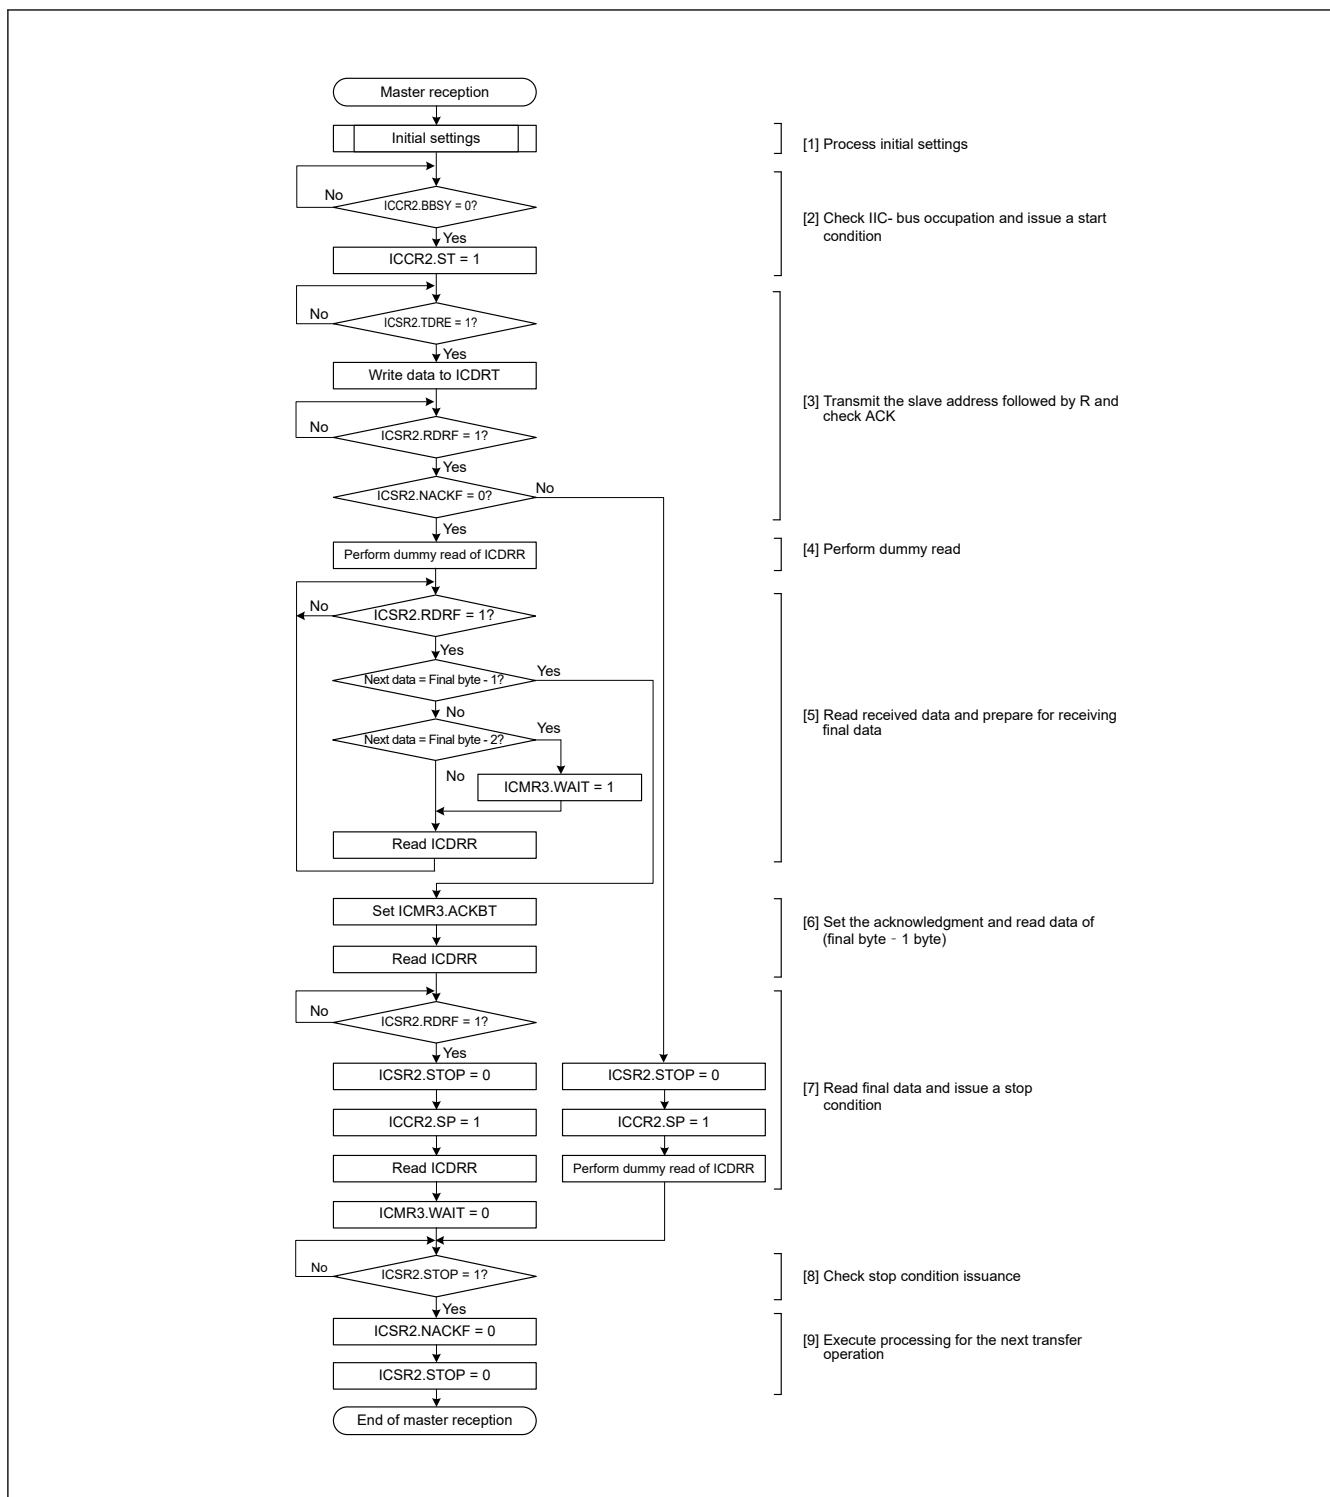 Master reception
Initial settings
[1] Process initial settings
No
ICCR2.BBSY = 0?
[2] Check IIC- bus occupation and issue a start
condition
Yes
ICCR2.ST = 1
No
ICSR2.TDRE = 1?
Yes
Write data to ICDRT
[3] Transmit the slave address followed by R and
check ACK
No
ICSR2.RDRF = 1?
Yes
ICSR2.NACKF = 0?
No
Yes
Perform dummy read of ICDRR
[4] Perform dummy read
No
ICSR2.RDRF = 1?
Yes
Next data = Final byte - 1?
Yes
No
Next data = Final byte - 2?
Yes
[5] Read received data and prepare for receiving
final data
No
ICMR3.WAIT = 1
Read ICDRR
Set ICMR3.ACKBT
[6] Set the acknowledgment and read data of
(final byte - 1 byte)
Read ICDRR
No
ICSR2.RDRF = 1?
Yes
ICSR2.STOP = 0
ICSR2.STOP = 0
[7] Read final data and issue a stop
condition
ICCR2.SP = 1
ICCR2.SP = 1
Read ICDRR
Perform dummy read of ICDRR
ICMR3.WAIT = 0
No
ICSR2.STOP = 1?
[8] Check stop condition issuance
Yes
ICSR2.NACKF = 0
[9] Execute processing for the next transfer
operation
ICSR2.STOP = 0
End of master reception